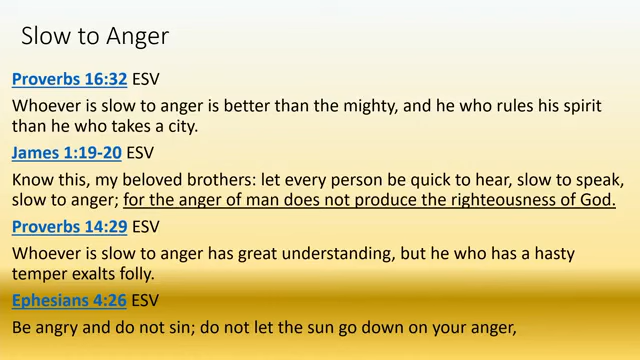 Slow to Anger
Proverbs 16:32 ESV
Whoever is slow to anger is better than the mighty, and he who rules his spirit
than he who takes a city.
James 1:19-20 ESV
Know this, my beloved brothers: let every person be quick to hear, slow to speak,
slow to anger; for the anger of man does not produce the righteousness of God.
Proverbs 14:29 ESV
Whoever is slow to anger has great understanding, but he who has a hasty
temper exalts folly.
Ephesians 4:26 ESV
Be angry and do not sin; do not let the sun go down on your anger,